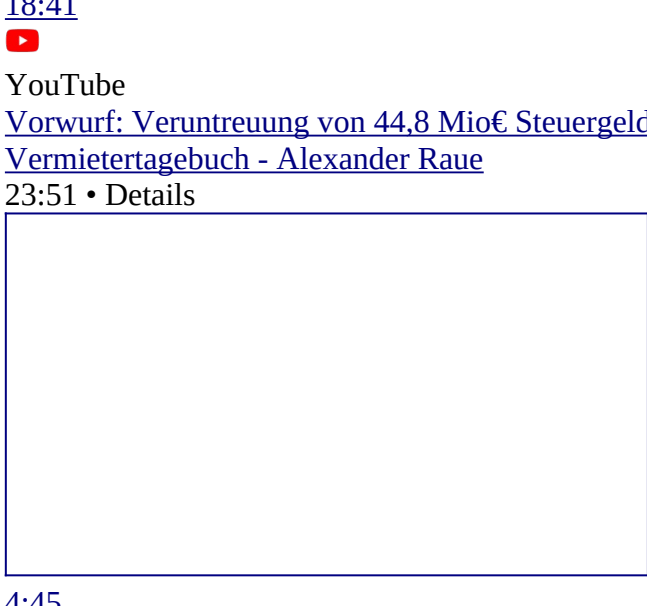 18:41
YouTube
Vorwurf: Veruntreuung von 44,8 Mio€ Steuergeld
Vermietertagebuch - Alexander Raue
23:51 • Details
4:45